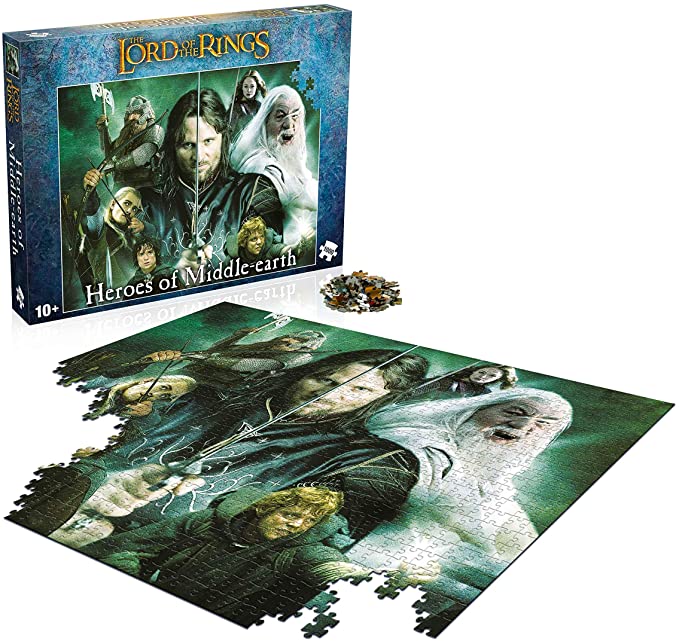 THE
LORD OF THE RINGS
Heroes of Middle-earth
10+
1000
THE
LORD
OF THE
RINGS
Heroes of
Middle-earth